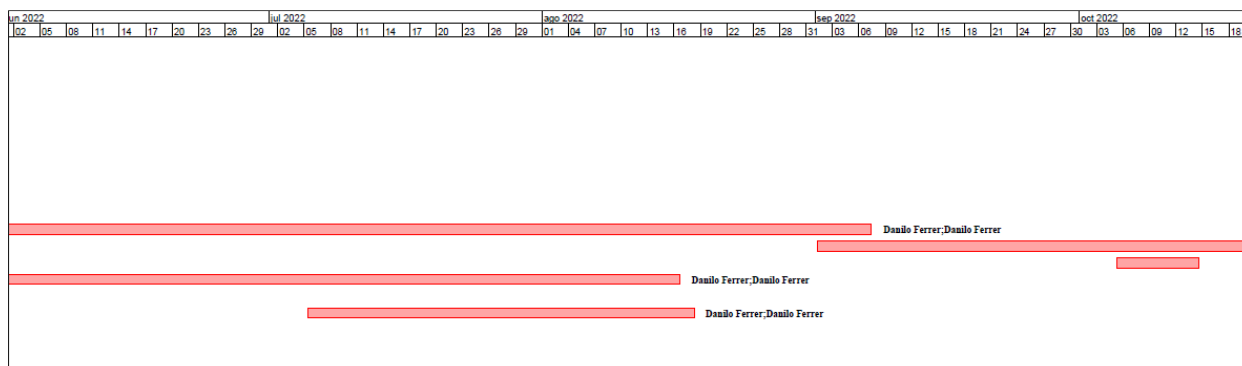 un 2022 jul 2022 ago 2022 sep 2022 oct 2022
02 05 08 11 14 17 20 23 26 29 02 05 08 11 14 17 20 23 26 29 01 04 07 10 13 16 19 22 25 28 31 03 06 09 12 15 18 21 24 27 30 03 06 09 12 15 18
Danilo Ferrer;Danilo Ferrer
Danilo Ferrer;Danilo Ferrer
Danilo Ferrer;Danilo Ferrer